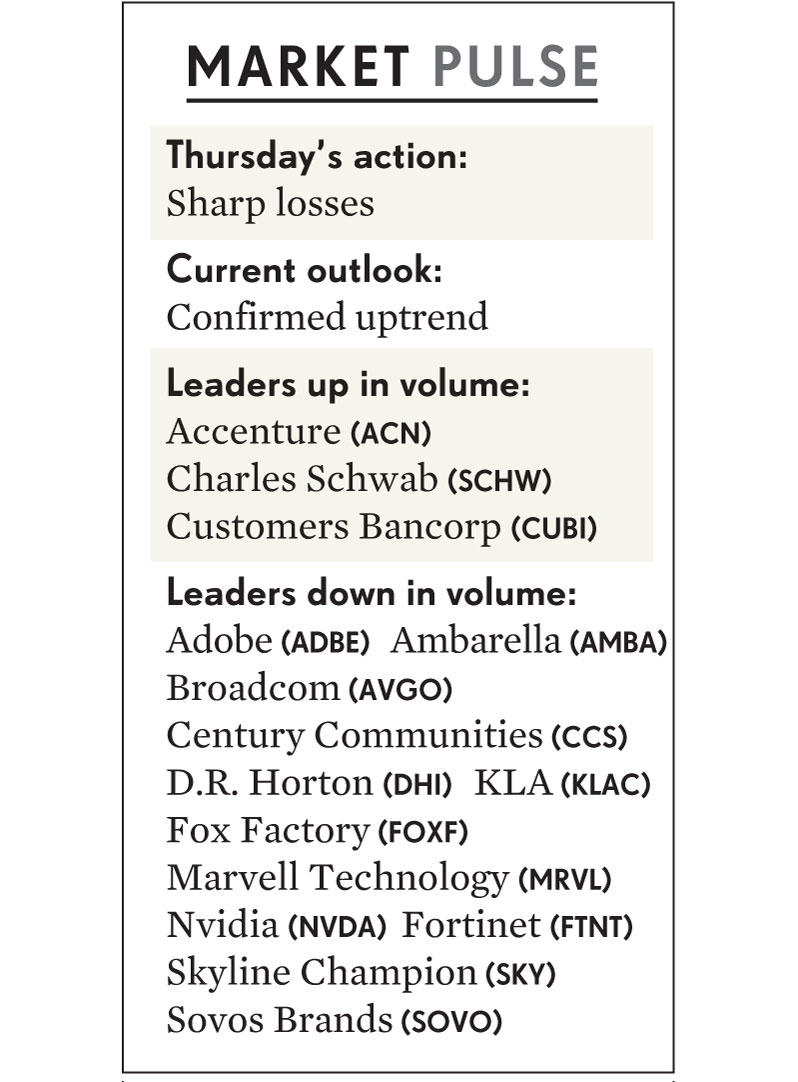 MARKET PULSE
Thursday’s action:
Sharp losses
Current outlook:
Confirmed uptrend
Leaders up in volume:
Accenture (ACN)
Charles Schwab (SCHW)
Customers Bancorp (CUBI)
Leaders down in volume:
Adobe (ADBE) Ambarella (AMBA)
Broadcom (AVGO)
Century Communities (CCS)
D.R. Horton (DHI) KLA (KLAC)
Fox Factory (FOXF)
Marvell Technology (MRVL)
Nvidia (NVDA) Fortinet (FTNT)
Skyline Champion (SKY)
Sovos Brands (SOVO)